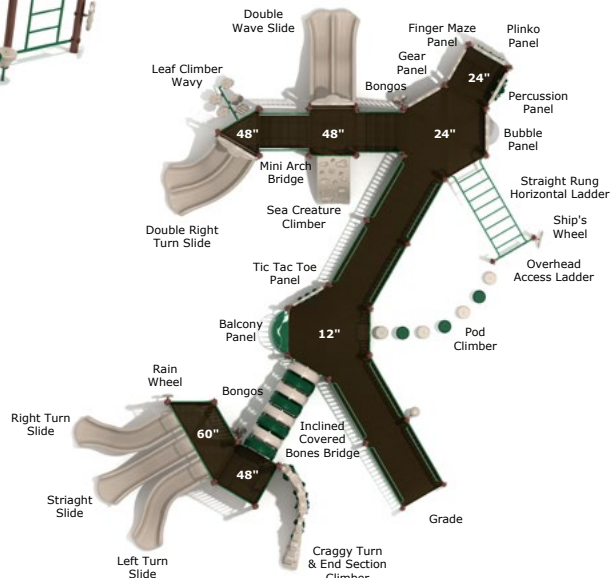 Double
Wave Slide
Finger Maze
Panel
Plinko
Panel
Gear
Panel
Leaf Climber
Wavy
Bongos
24"
Percussion
Panel
48"
48"
24"
Bubble
Panel
Mini Arch
Bridge
Straight Rung
Horizontal Ladder
Sea Creature
Climber
Ship's
Wheel
Double Right
Turn Slide
Overhead
Access Ladder
Tic Tac Toe
Panel
Balcony
Panel
12"
Pod
Climber
Rain
Wheel
Bongos
Right Turn
Slide
60"
Inclined
Covered
Bones Bridge
48"
Striaght
Slide
Grade
Left Turn
Slide
Craggy Turn
& End Section
Climber